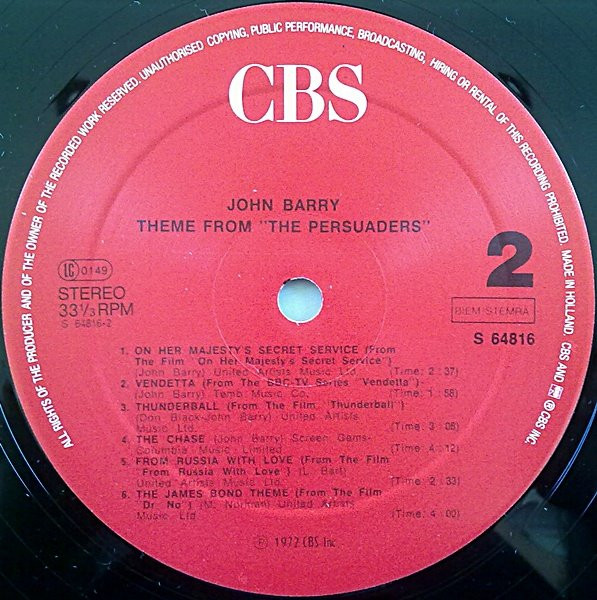 ALL RIGHTS OF THE PRODUCER AND OF THE OWNER OF THE RECORDED WORK RESERVED. UNAUTHORISED COPYING, PUBLIC PERFORMANCE, BROADCASTING, HIRING OR RENTAL OF THIS RECORDING PROHIBITED. MADE IN HOLLAND CBS AND ® CBS INC
CBS
JOHN BARRY
THEME FROM "THE PERSUADERS"
2
LC 0149
STEREO
33 1/3 RPM
S 64816-2
BIEM/STEMRA
S 64816
1. ON HER MAJESTY'S SECRET SERVICE (From
The Film "On Her Majesty's Secret Service")
(John Barry) United Artists Music Ltd. (Time: 2:37)
2. VENDETTA (From The BBC-TV Series "Vendetta")-
(John Barry) Temb Music Co. (Time: 1:58)
3. THUNDERBALL (From The Film "Thunderball")
(Don Black-John Barry) United Artists
Music Ltd. (Time: 3:08)
4. THE CHASE (John Barry) Screen Gems-
Columbia Music Limited (Time: 4:12)
5. FROM RUSSIA WITH LOVE (From The Film
"From Russia With Love") (L. Bart)
United Artists Music Ltd. (Time: 2:33)
6. THE JAMES BOND THEME (From The Film
"Dr. No") (M. Norman) United Artists
Music Ltd. (Time: 4:02)
℗ 1972 CBS Inc.